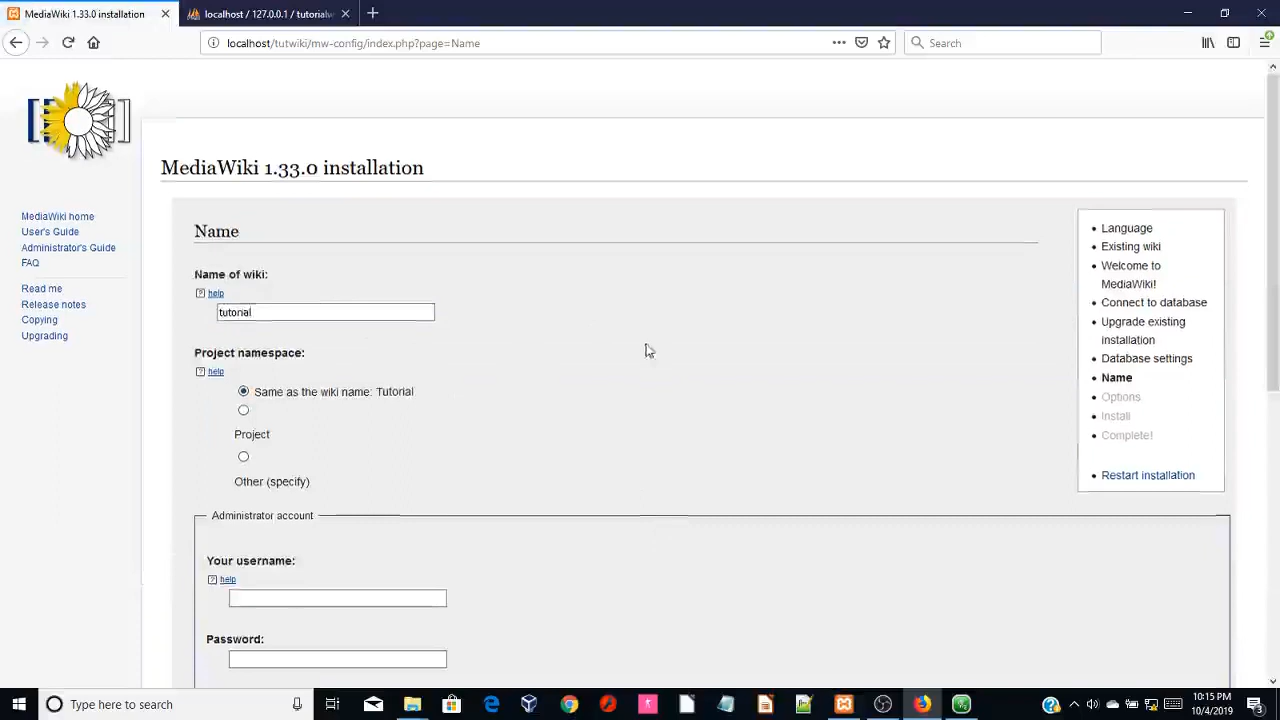 MediaWiki 1.33.0 installation
localhost / 127.0.0.1 / tutorialw
localhost/tutwiki/mw-config/index.php?page=Name
Search
MediaWiki home
User's Guide
Administrator's Guide
FAQ
Read me
Release notes
Copying
Upgrading
MediaWiki 1.33.0 installation
Name
Name of wiki:
help
tutorial
Project namespace:
help
Same as the wiki name: Tutorial
Project
Other (specify)
Administrator account
Your username:
help
Password:
Language
Existing wiki
Welcome to
MediaWiki!
Connect to database
Upgrade existing
installation
Database settings
Name
Options
Install
Complete!
Restart installation
Type here to search
10:15 PM
10/4/2019